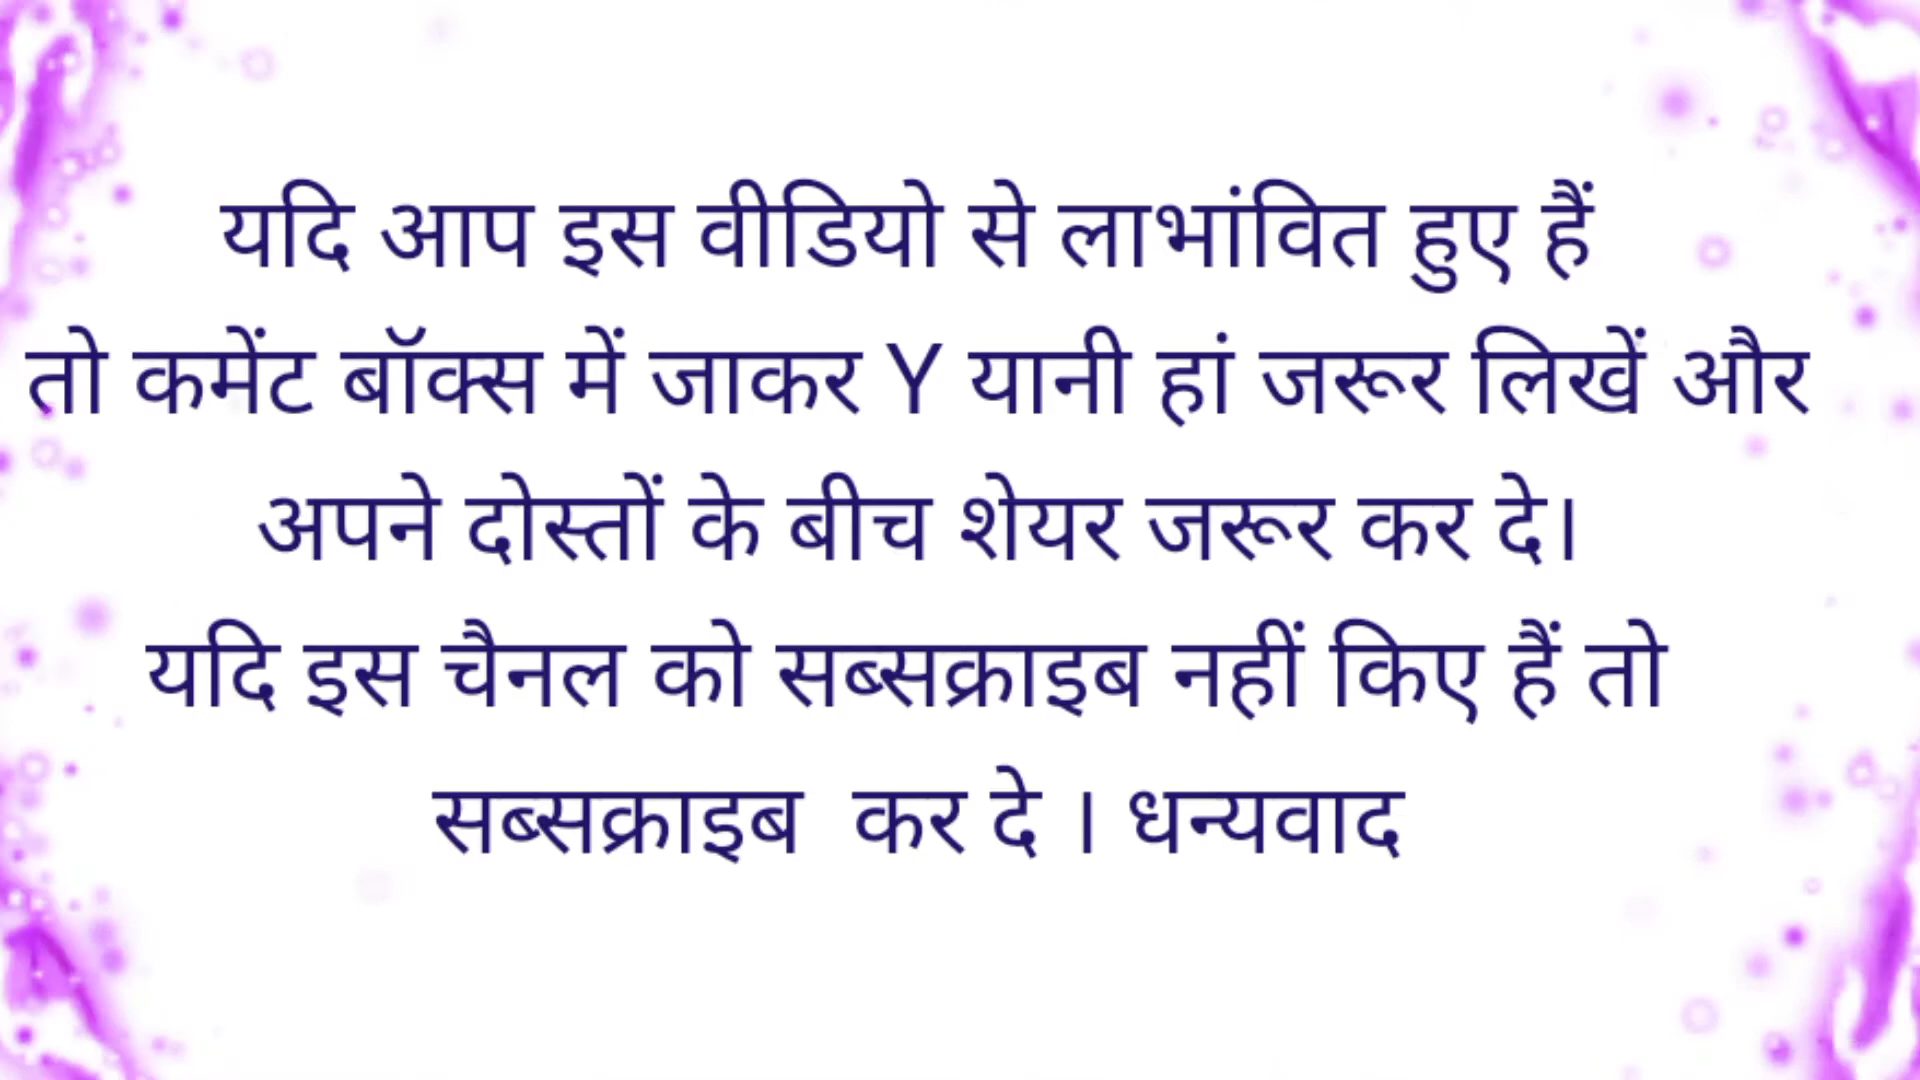 यदि आप इस वीडियो से लाभांवित हुए हैं
तो कमेंट बॉक्स में जाकर Y यानी हां जरूर लिखें और
अपने दोस्तों के बीच शेयर जरूर कर दे।
यदि इस चैनल को सब्सक्राइब नहीं किए हैं तो
सब्सक्राइब  कर दे । धन्यवाद